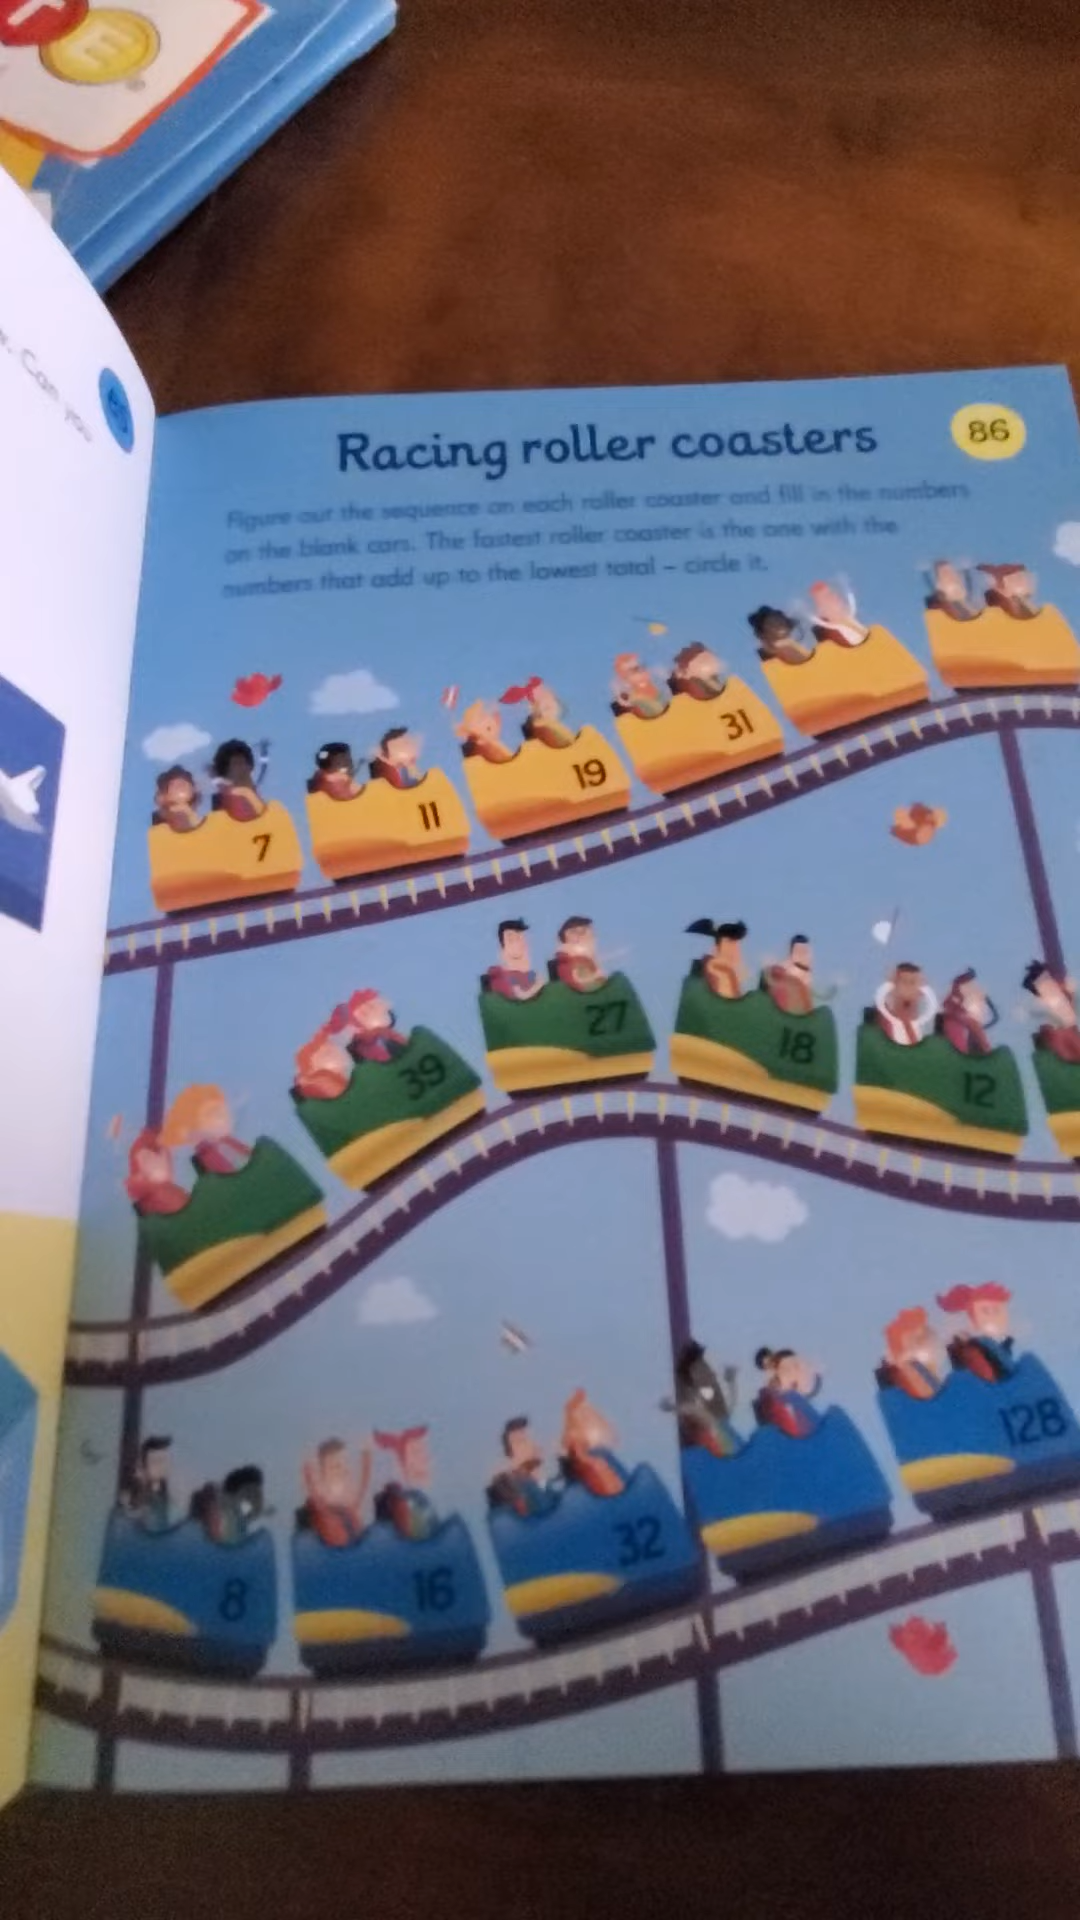 T
E
w. Can you
Racing roller coasters
86
Figure out the sequence on each roller coaster and fill in the numbers
on the blank cars. The fastest roller coaster is the one with the
numbers that add up to the lowest total – circle it.
7
11
19
31
39
27
18
12
8
16
32
128